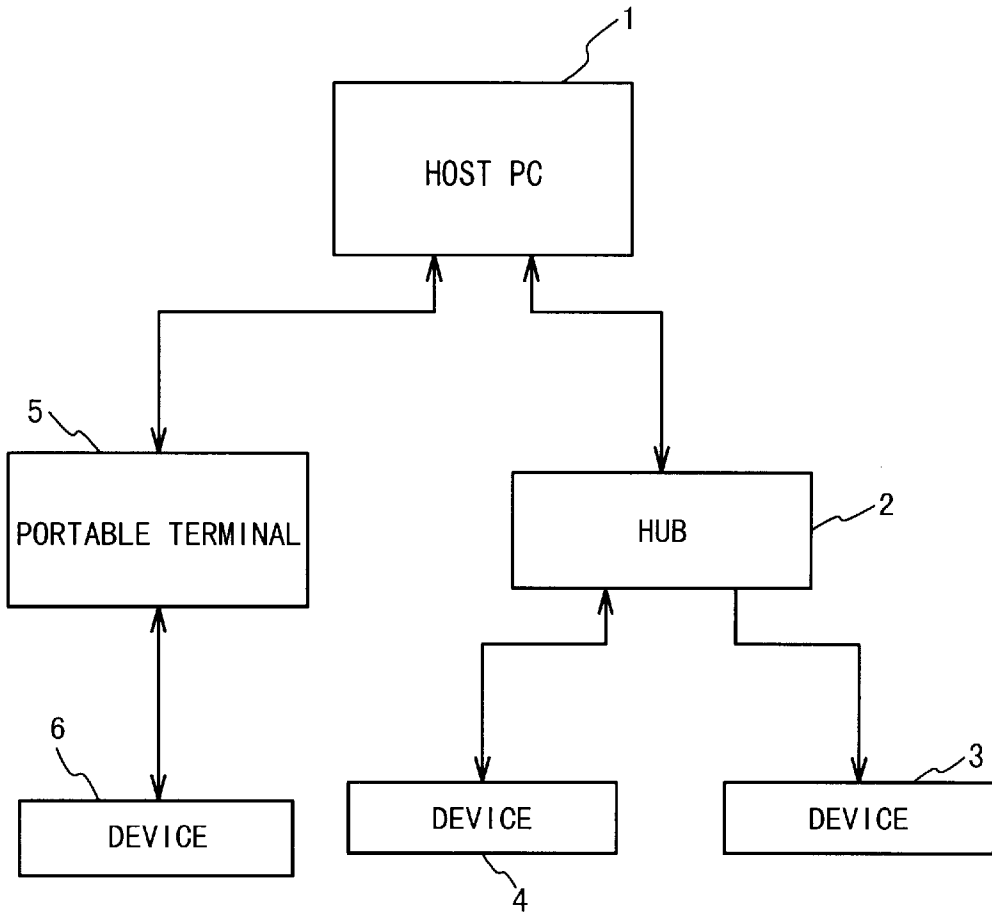 1
HOST PC
5
PORTABLE TERMINAL
HUB
2
6
DEVICE
DEVICE
4
DEVICE
3